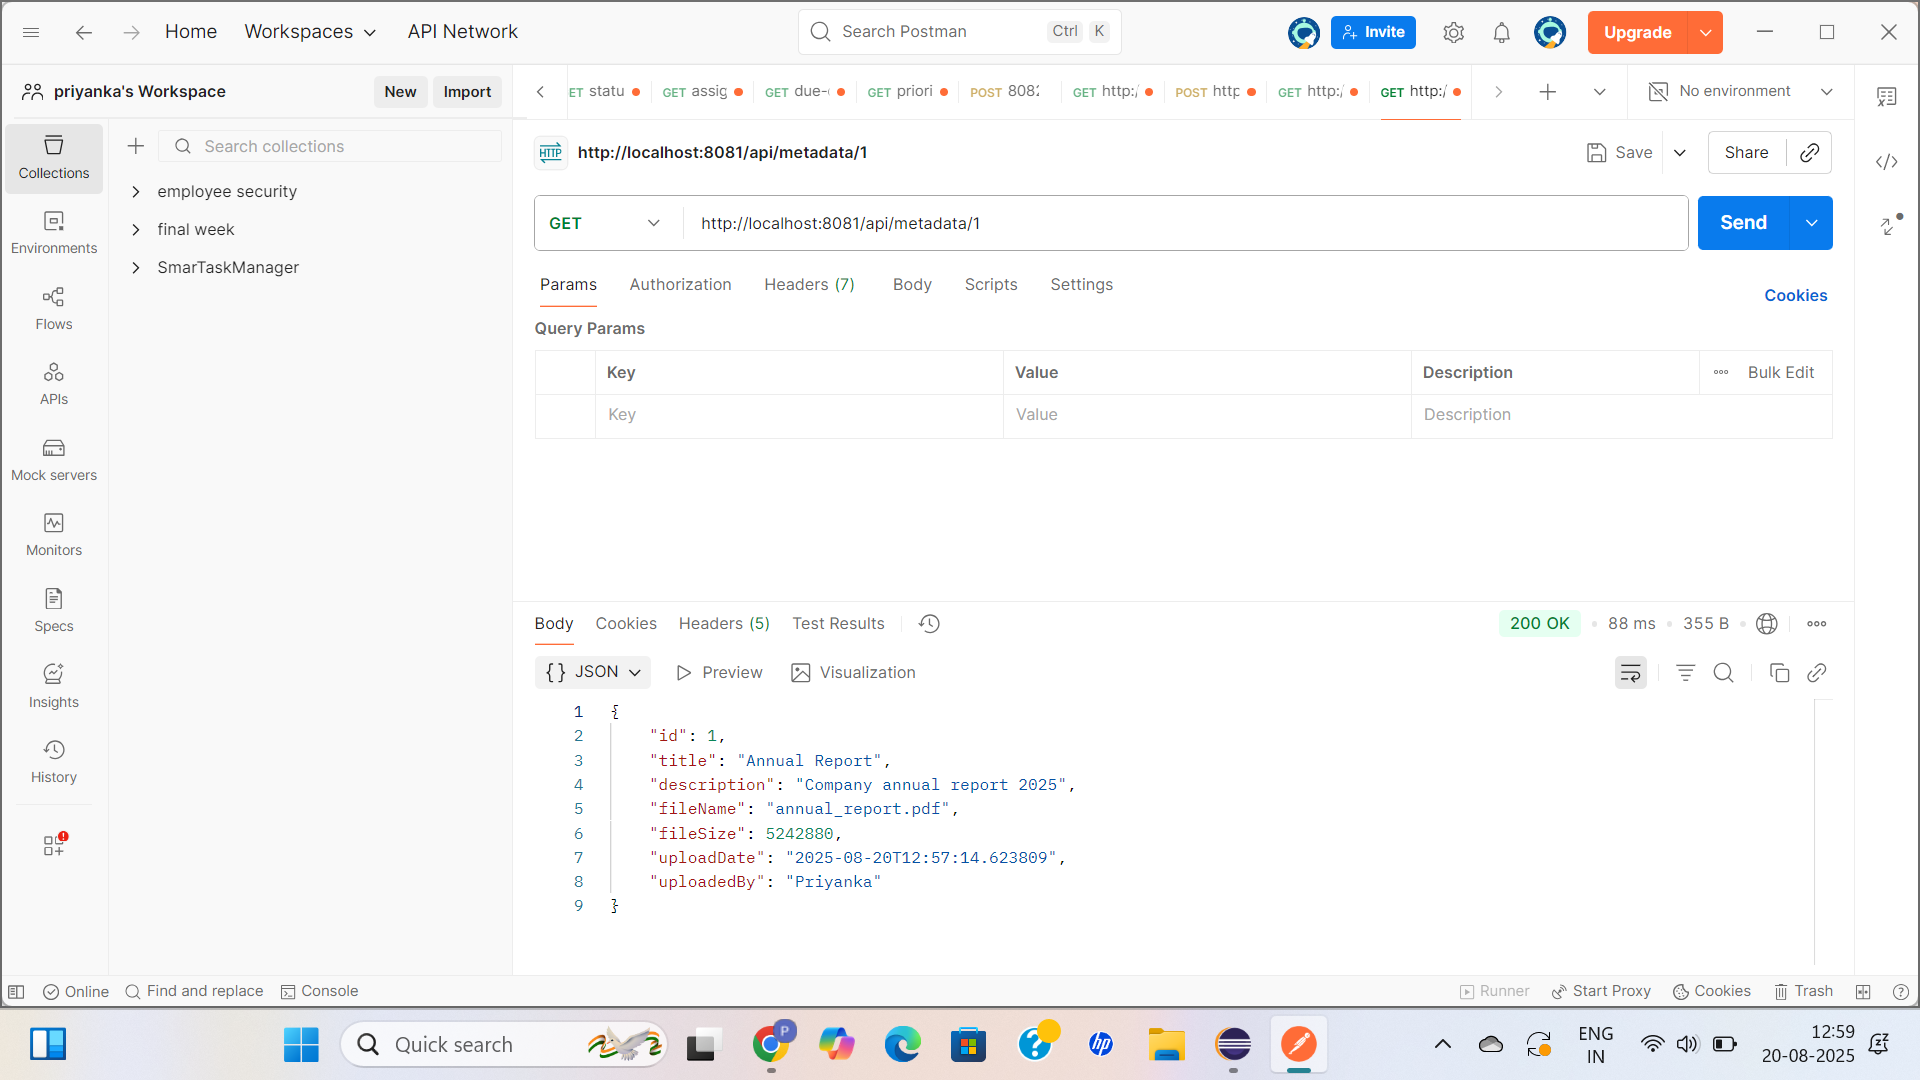 Home
Workspaces
API Network
Search Postman
Ctrl
K
Invite
Upgrade
priyanka's Workspace
New
Import
ET statu
GET assig
GET due-
GET priori
POST 8082
GET http:/
POST http
GET http:/
GET http:/
No environment
Collections
Environments
Flows
APIs
Mock servers
Monitors
Specs
Insights
History
Search collections
employee security
final week
SmarTaskManager
HTTP
http://localhost:8081/api/metadata/1
Save
Share
GET
http://localhost:8081/api/metadata/1
Send
Params
Authorization
Headers (7)
Body
Scripts
Settings
Cookies
Query Params
Key
Value
Description
Bulk Edit
Key
Value
Description
Body
Cookies
Headers (5)
Test Results
200 OK
88 ms
355 B
{ } JSON
Preview
Visualization
1 {
2 "id": 1,
3 "title": "Annual Report",
4 "description": "Company annual report 2025",
5 "fileName": "annual_report.pdf",
6 "fileSize": 5242880,
7 "uploadDate": "2025-08-20T12:57:14.623809",
8 "uploadedBy": "Priyanka"
9 }
Online
Find and replace
Console
Runner
Start Proxy
Cookies
Trash
Quick search
P
hp
ENG
IN
12:59
20-08-2025